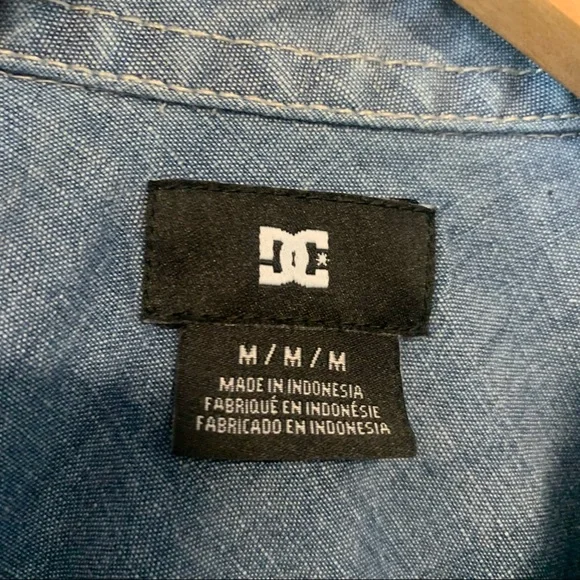 DC
M/M/M
MADE IN INDONESIA
FABRIQUÉ EN INDONÉSIE
FABRICADO EN INDONESIA